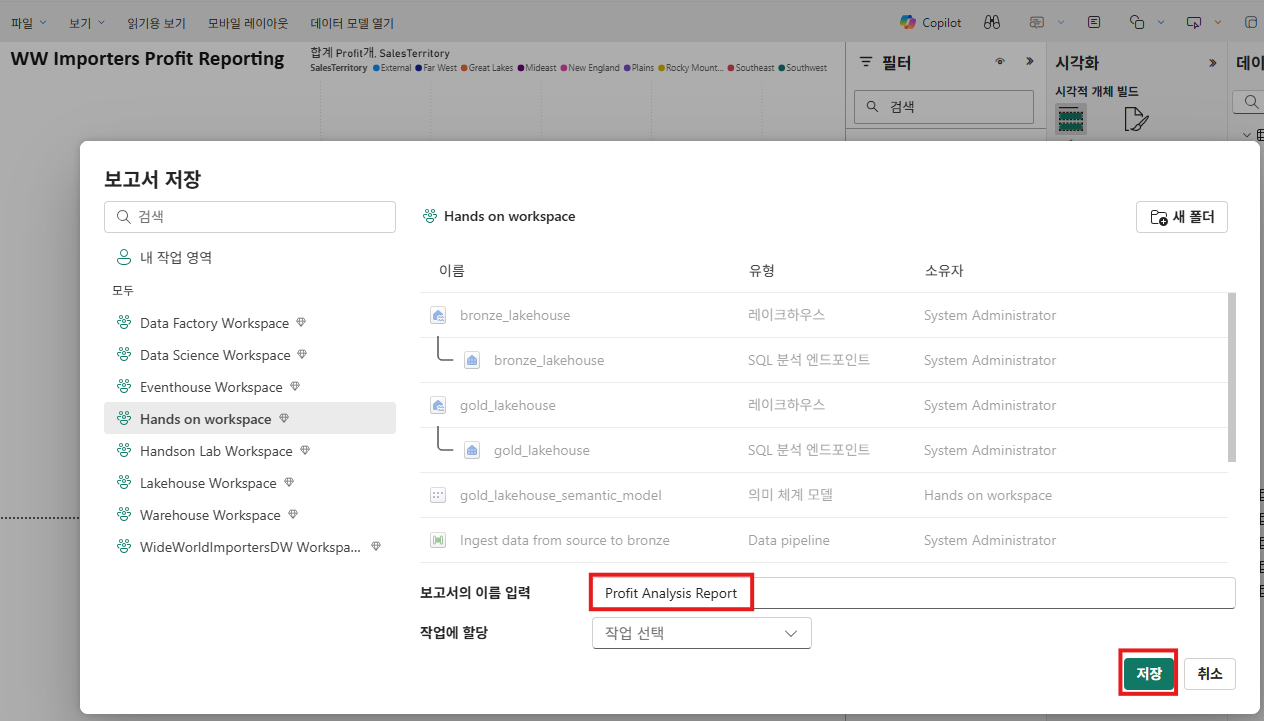 파일 보기 읽기용 보기 모바일 레이아웃 데이터 모델 열기 Copilot
WW Importers Profit Reporting
합계 Profit개, SalesTerritory
SalesTerritory External Far West Great Lakes Mideast New England Plains Rocky Mount... Southeast Southwest
필터
검색
시각화
시각적 개체 빌드
데이
보고서 저장
검색
내 작업 영역
모두
Data Factory Workspace
Data Science Workspace
Eventhouse Workspace
Hands on workspace
Handson Lab Workspace
Lakehouse Workspace
Warehouse Workspace
WideWorldImportersDW Workspa...
Hands on workspace
새 폴더
이름 유형 소유자
bronze_lakehouse 레이크하우스 System Administrator
bronze_lakehouse SQL 분석 엔드포인트 System Administrator
gold_lakehouse 레이크하우스 System Administrator
gold_lakehouse SQL 분석 엔드포인트 System Administrator
gold_lakehouse_semantic_model 의미 체계 모델 Hands on workspace
Ingest data from source to bronze Data pipeline System Administrator
보고서의 이름 입력 Profit Analysis Report
작업에 할당 작업 선택
저장 취소